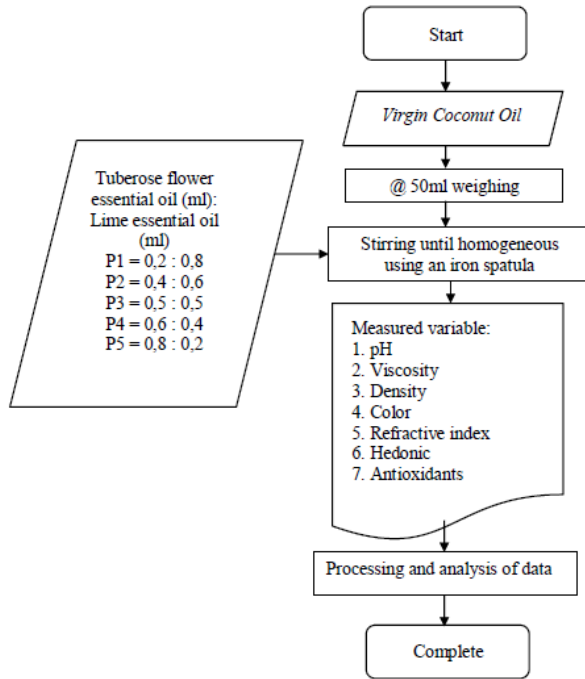 Start
Virgin Coconut Oil
@ 50ml weighing
Tuberose flower
essential oil (ml):
Lime essential oil
(ml)
P1 = 0,2 : 0,8
P2 = 0,4 : 0,6
P3 = 0,5 : 0,5
P4 = 0,6 : 0,4
P5 = 0,8 : 0,2
Stirring until homogeneous
using an iron spatula
Measured variable:
1. pH
2. Viscosity
3. Density
4. Color
5. Refractive index
6. Hedonic
7. Antioxidants
Processing and analysis of data
Complete